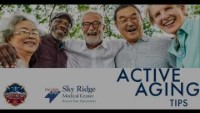 Sky Ridge
Medical Center
ACTIVE
AGING
TIPS